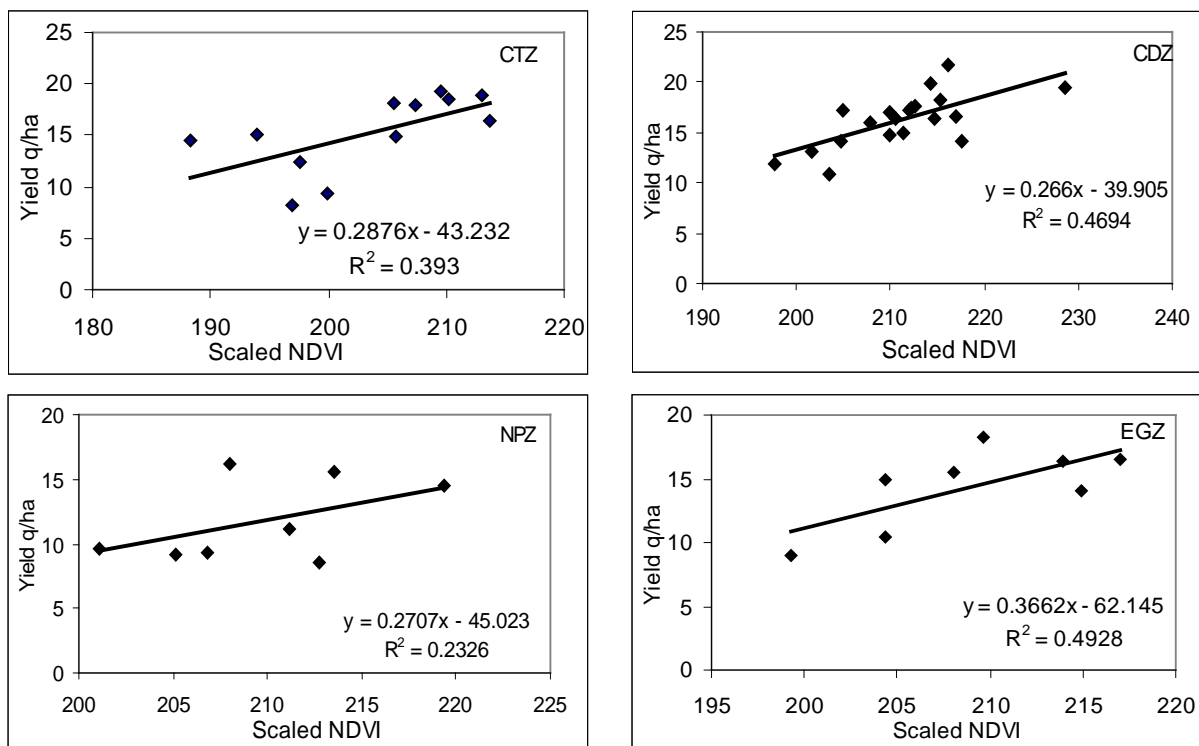 CTZ
Yield q/ha
25
20
15
10
5
0
y = 0.2876x - 43.232
R² = 0.393
180 190 200 210 220
Scaled NDVI
CDZ
Yield q/ha
25
20
15
10
5
0
y = 0.266x - 39.905
R² = 0.4694
190 200 210 220 230 240
Scaled NDVI
NPZ
Yield q/ha
20
15
10
5
0
y = 0.2707x - 45.023
R² = 0.2326
200 205 210 215 220 225
Scaled NDVI
EGZ
Yield q/ha
20
15
10
5
0
y = 0.3662x - 62.145
R² = 0.4928
195 200 205 210 215 220
Scaled NDVI